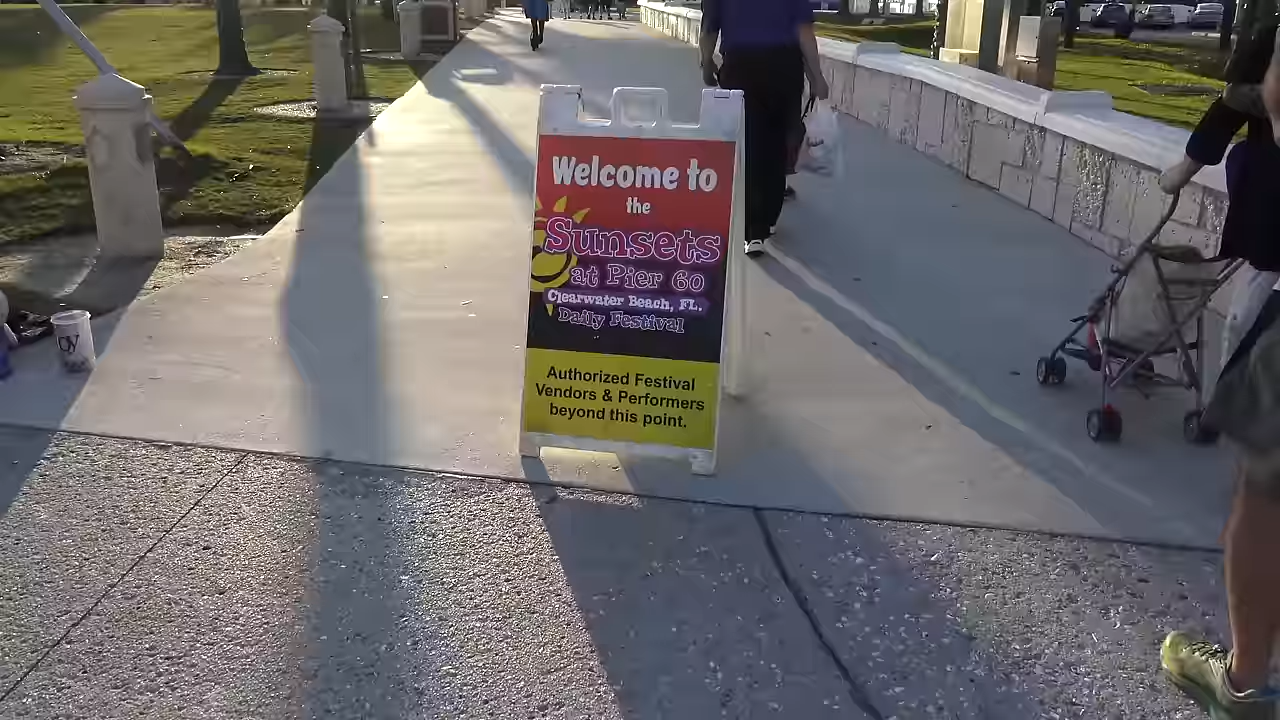 Welcome to
the
Sunsets
at Pier 60
Clearwater Beach, FL.
Daily Festival
Authorized Festival
Vendors & Performers
beyond this point.